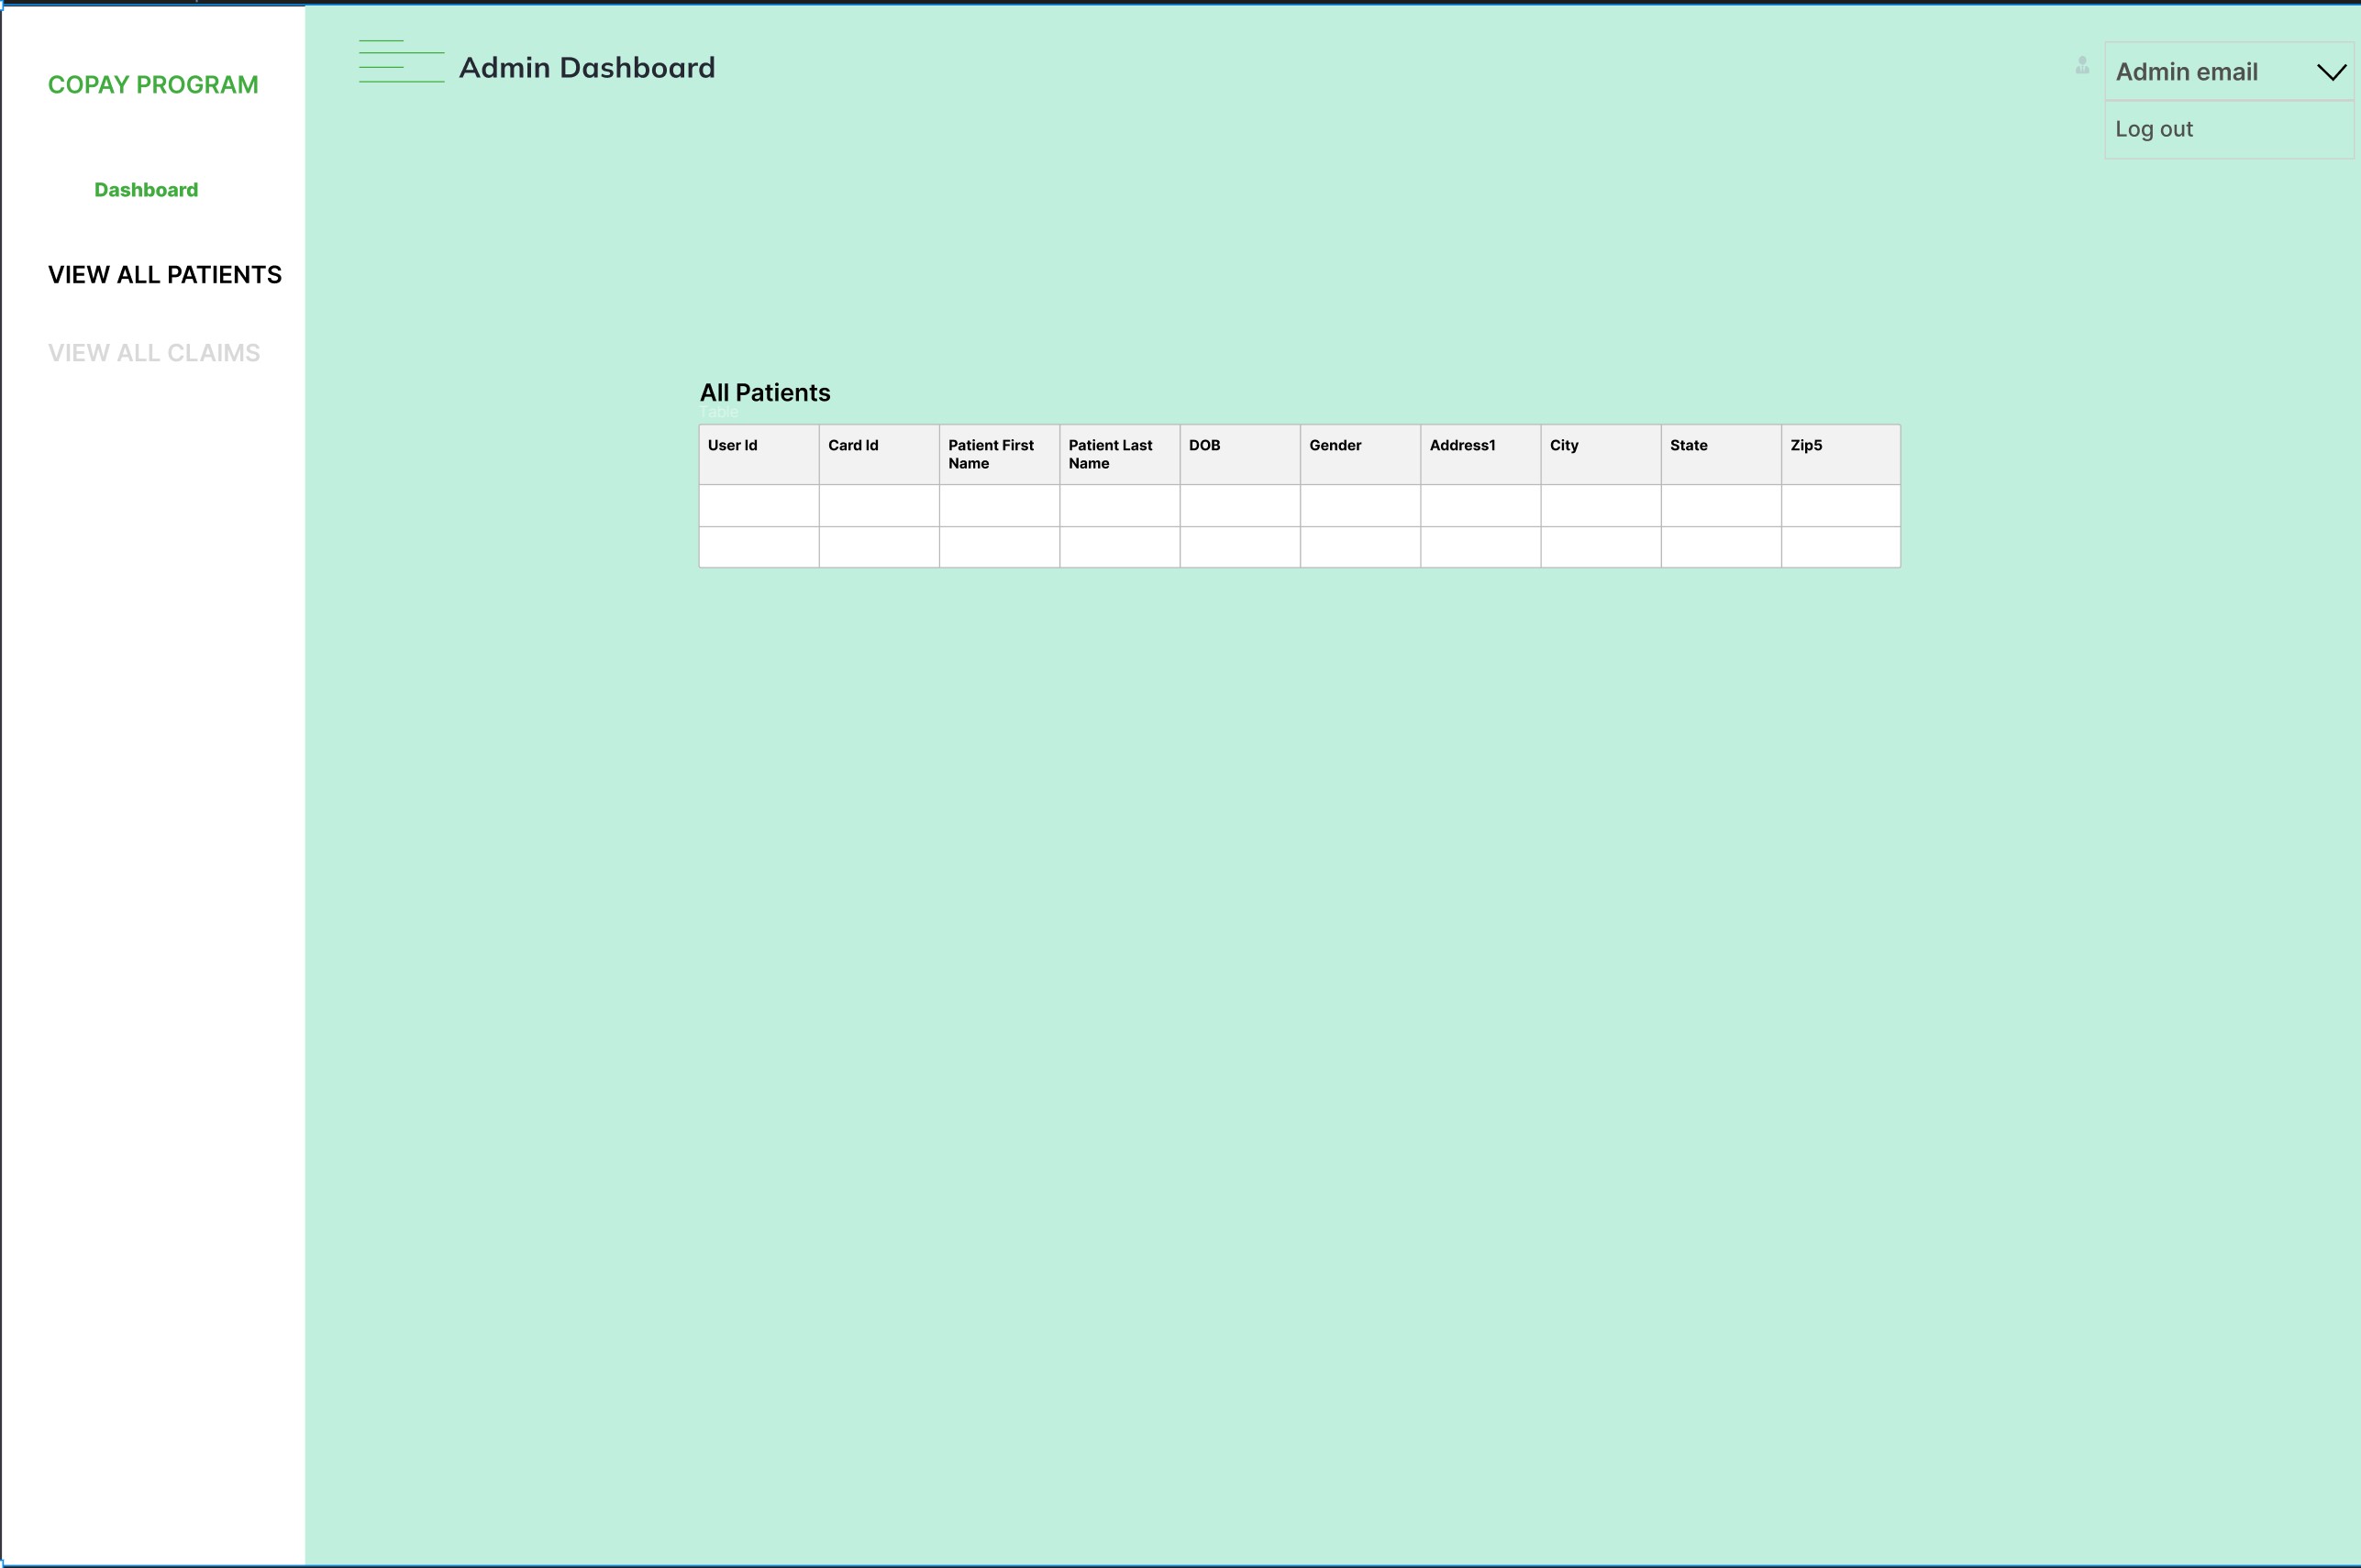 COPAY PROGRAM
Dashboard
VIEW ALL PATIENTS
VIEW ALL CLAIMS
Admin Dashboard
Admin email
Log out
All Patients
Table
User Id Card Id Patient First Name Patient Last Name DOB Gender Address1 City State Zip5